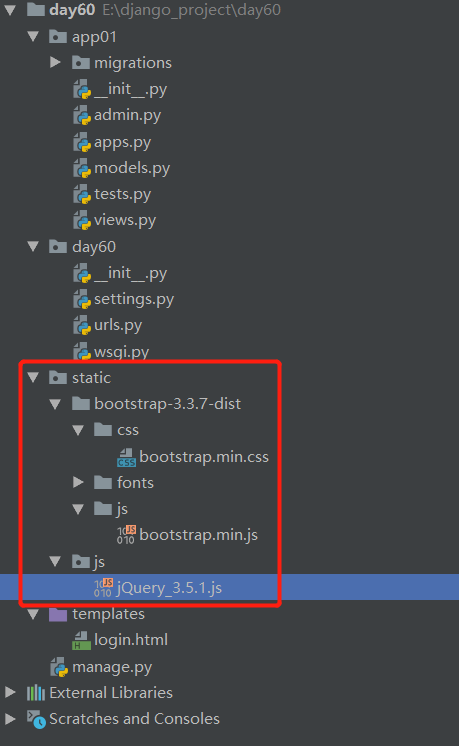 day60 E:\django_project\day60
app01
migrations
__init__.py
admin.py
apps.py
models.py
tests.py
views.py
day60
__init__.py
settings.py
urls.py
wsgi.py
static
bootstrap-3.3.7-dist
css
bootstrap.min.css
fonts
js
bootstrap.min.js
js
jQuery_3.5.1.js
templates
login.html
manage.py
External Libraries
Scratches and Consoles